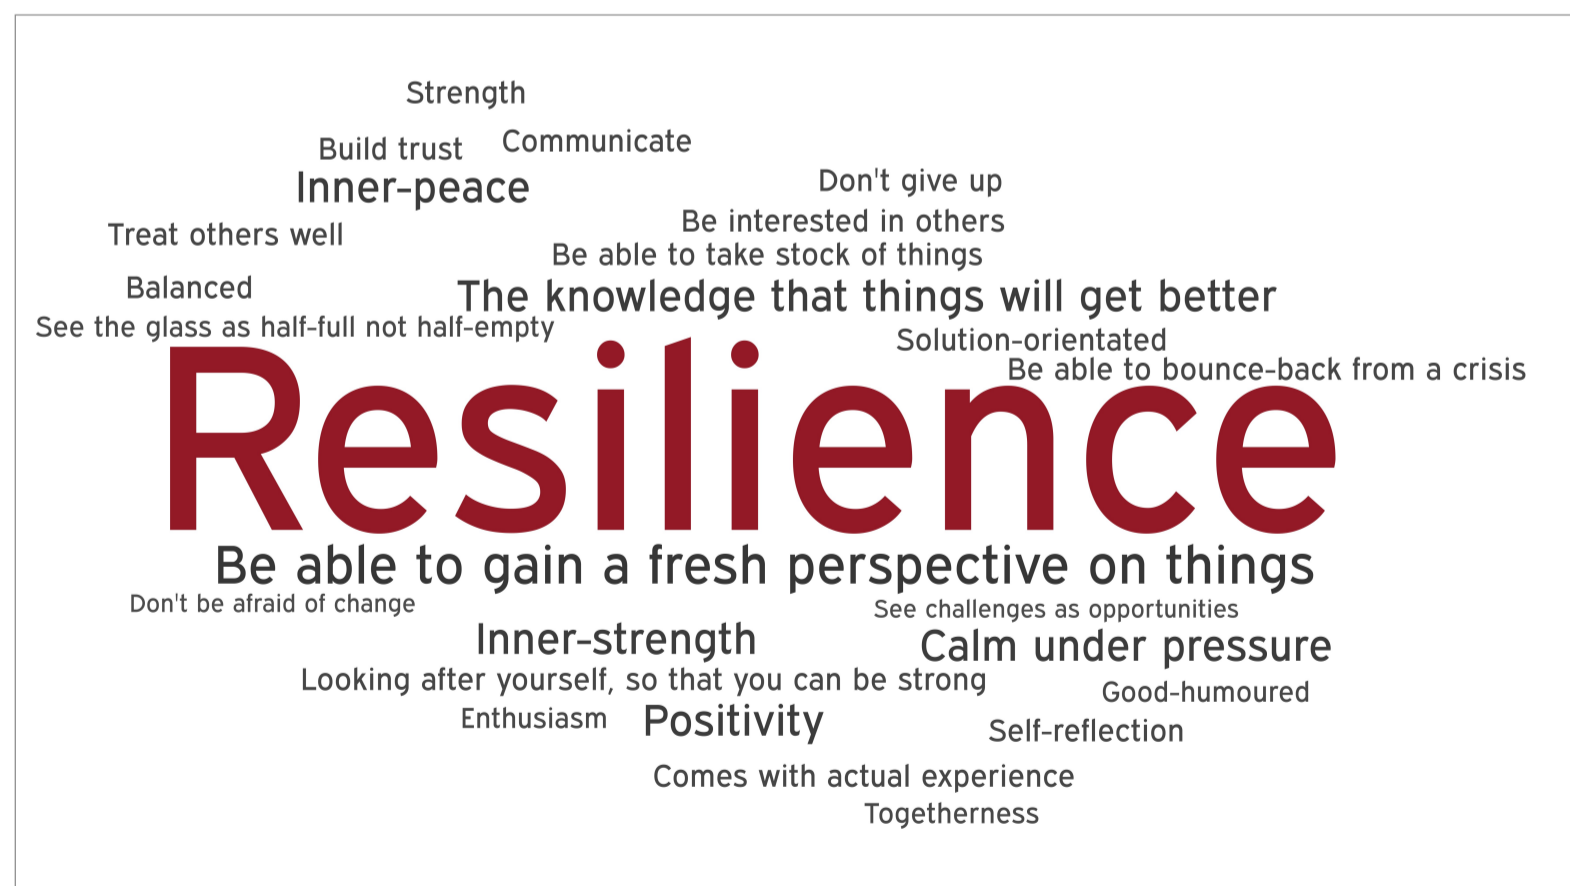 Strength
Communicate
Build trust
Don't give up
Inner-peace
Be interested in others
Treat others well
Be able to take stock of things
Balanced
The knowledge that things will get better
See the glass as half-full not half-empty
Solution-orientated
Be able to bounce-back from a crisis
Resilience
Be able to gain a fresh perspective on things
Don't be afraid of change
See challenges as opportunities
Inner-strength
Calm under pressure
Looking after yourself, so that you can be strong
Good-humoured
Enthusiasm
Positivity
Self-reflection
Comes with actual experience
Togetherness